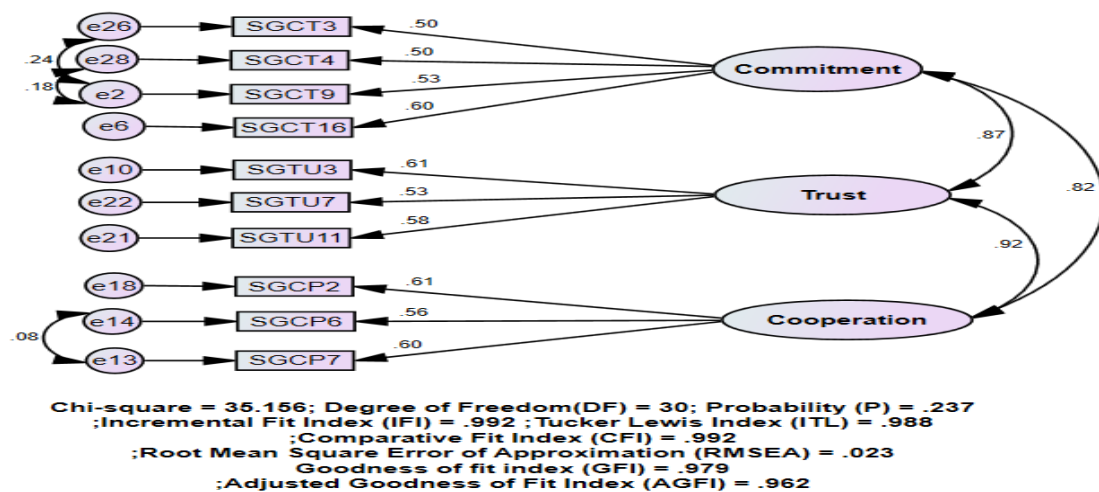 e26 SGCT3 .50
.24 e28 SGCT4 .50 Commitment
.18 e2 SGCT9 .53
e6 SGCT16 .60
.87
e10 SGTU3 .61
e22 SGTU7 .53 Trust .82
e21 SGTU11 .58
.92
e18 SGCP2 .61
e14 SGCP6 .56 Cooperation
.08
e13 SGCP7 .60
Chi-square = 35.156; Degree of Freedom(DF) = 30; Probability (P) = .237
;Incremental Fit Index (IFI) = .992 ;Tucker Lewis Index (ITL) = .988
;Comparative Fit Index (CFI) = .992
;Root Mean Square Error of Approximation (RMSEA) = .023
Goodness of fit index (GFI) = .979
;Adjusted Goodness of Fit Index (AGFI) = .962